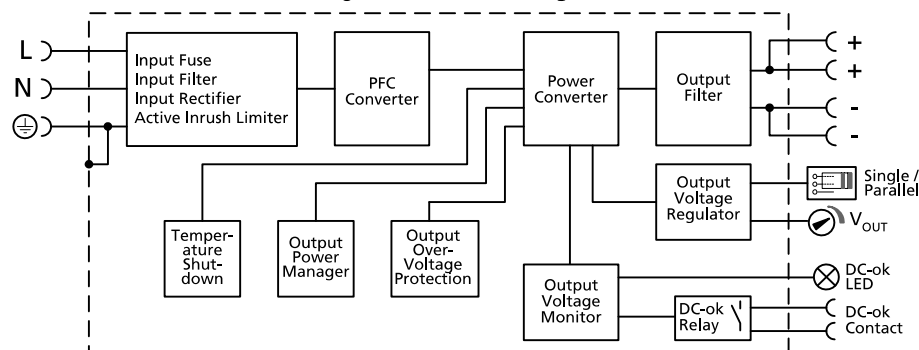 L
N
Input Fuse
Input Filter
Input Rectifier
Active Inrush Limiter
PFC
Converter
Power
Converter
Output
Filter
+
+
-
-
Temper-
ature
Shut-
down
Output
Power
Manager
Output
Over-
Voltage
Protection
Output
Voltage
Regulator
Single /
Parallel
VOUT
Output
Voltage
Monitor
DC-ok
Relay
DC-ok
LED
DC-ok
Contact